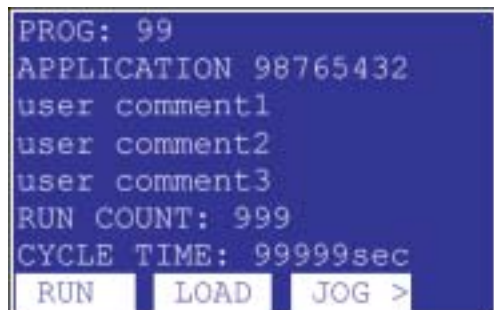 PROG: 99
APPLICATION 98765432
user comment1
user comment2
user comment3
RUN COUNT: 999
CYCLE TIME: 99999sec
RUN LOAD JOG >